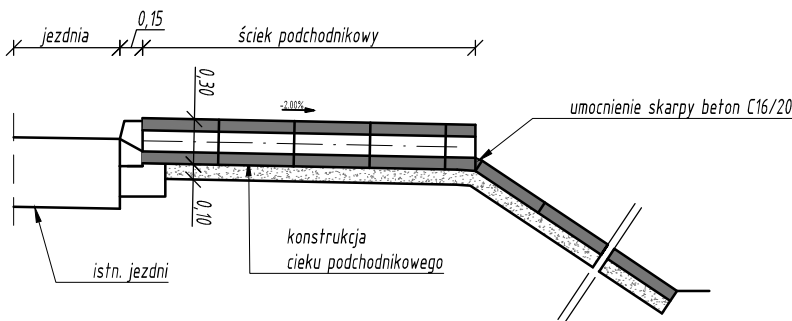 0,15
jezdnia
ściek podchodnikowy
0,30
-2.00%
umocnienie skarpy beton C16/20
0,10
konstrukcja
cieku podchodnikowego
istn. jezdni